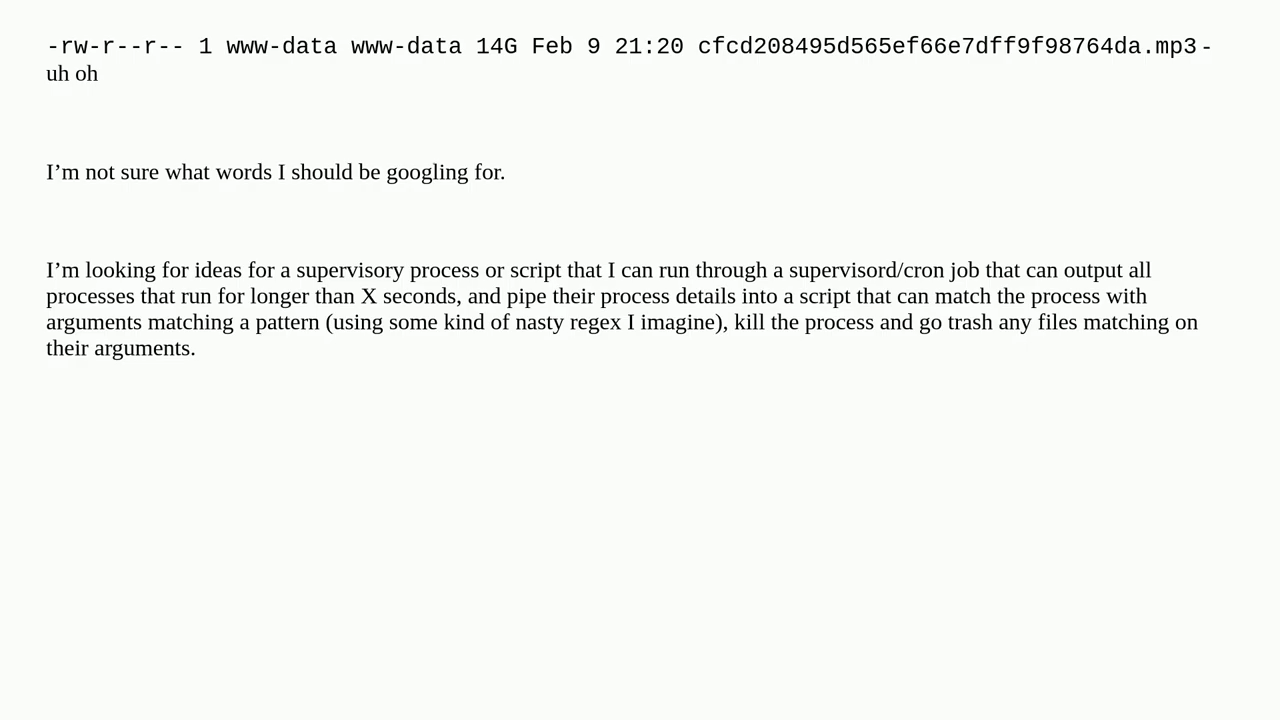 -rw-r--r-- 1 www-data www-data 14G Feb 9 21:20 cfcd208495d565ef66e7dff9f98764da.mp3 -
uh oh
I’m not sure what words I should be googling for.
I’m looking for ideas for a supervisory process or script that I can run through a supervisord/cron job that can output all
processes that run for longer than X seconds, and pipe their process details into a script that can match the process with
arguments matching a pattern (using some kind of nasty regex I imagine), kill the process and go trash any files matching on
their arguments.